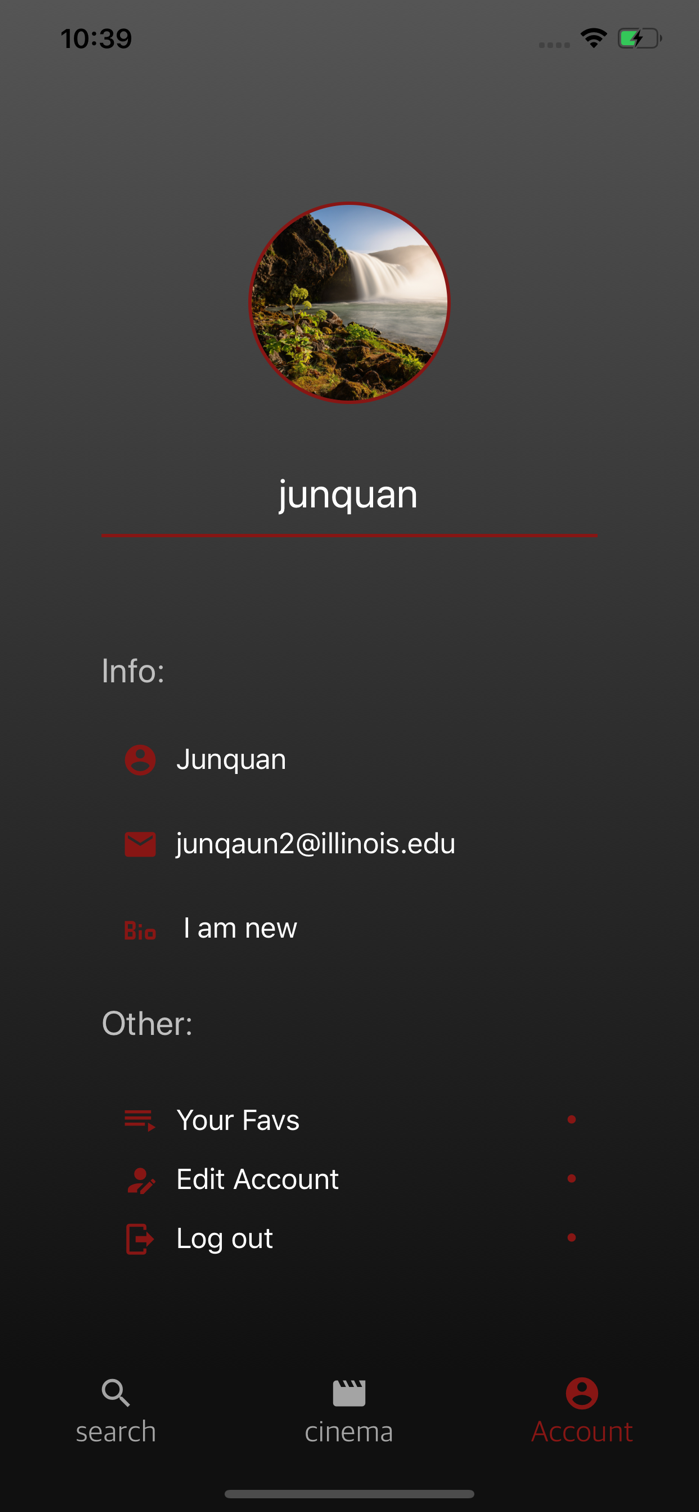 10:39
junquan
Info:
Junquan
junqaun2@illinois.edu
Bio I am new
Other:
Your Favs
Edit Account
Log out
search cinema Account